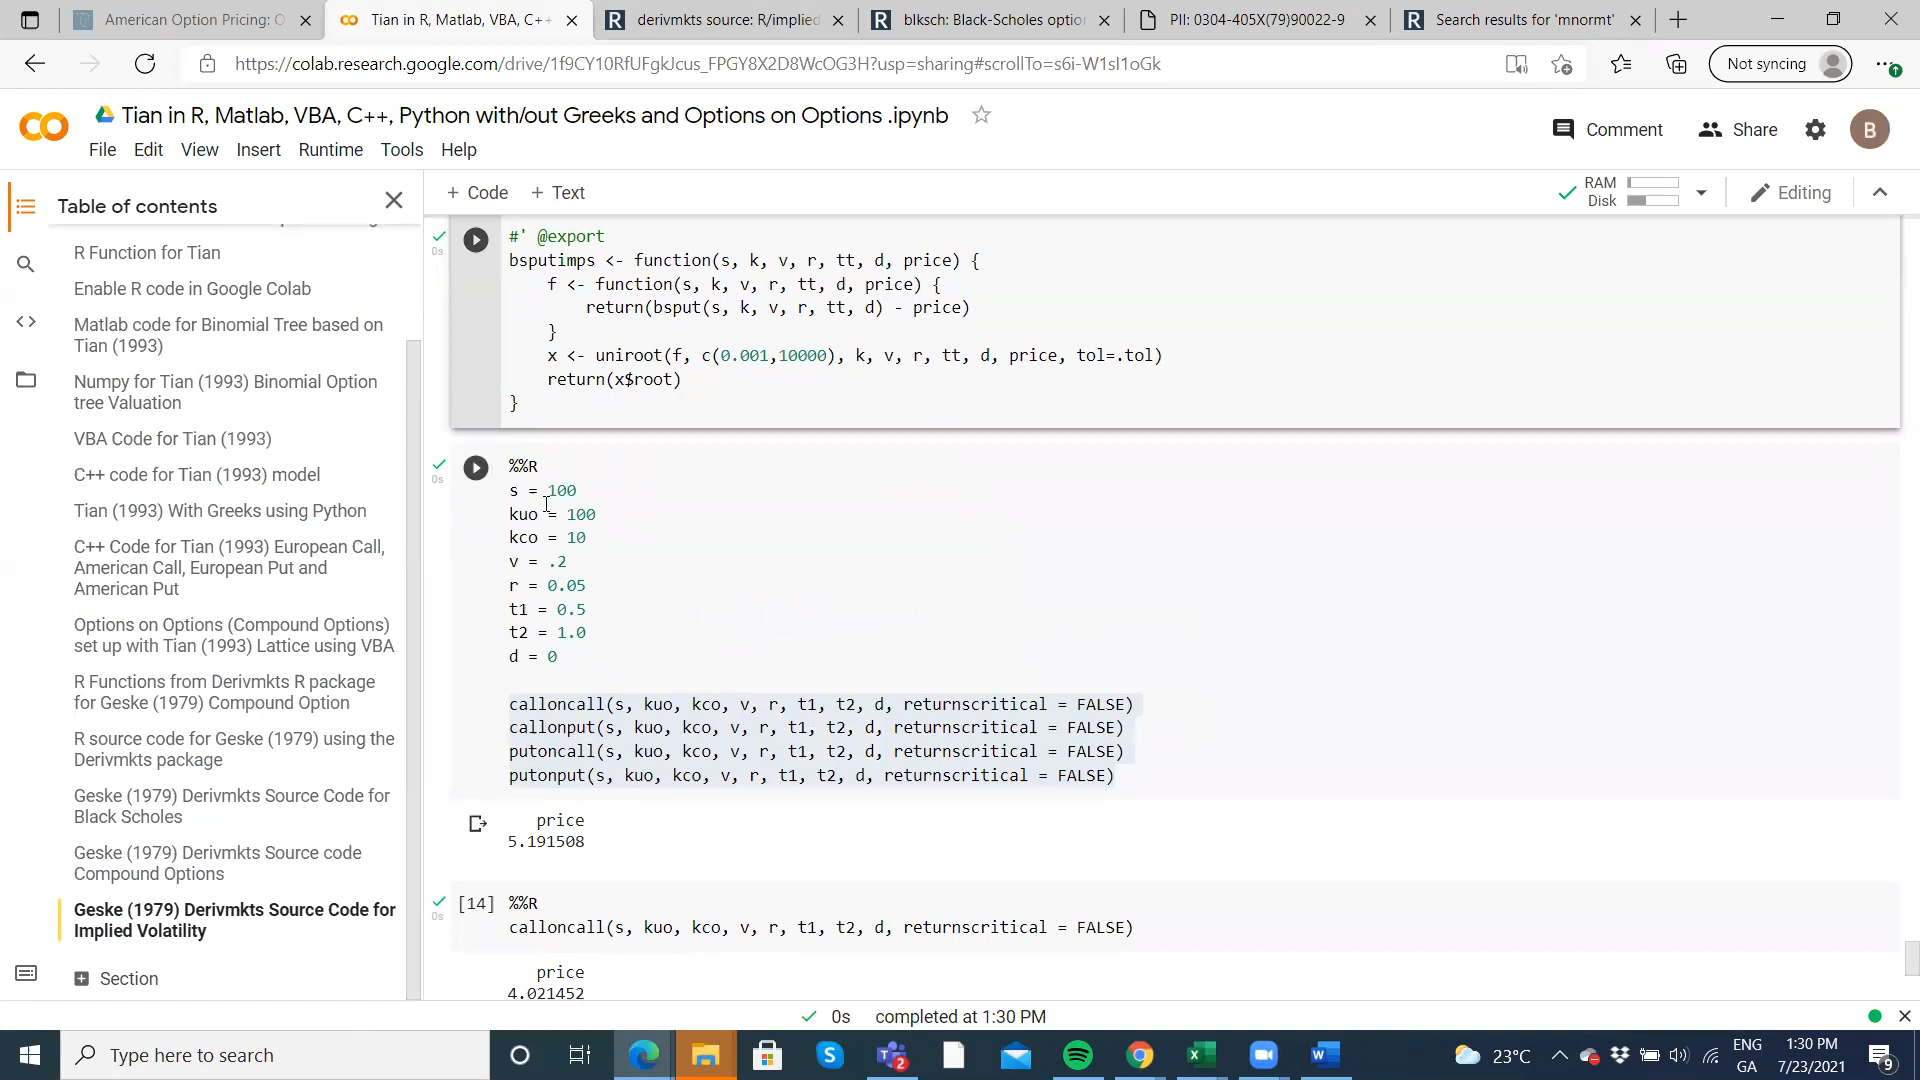 American Option Pricing: O
Tian in R, Matlab, VBA, C++
derivmkts source: R/implied
blksch: Black-Scholes option
PII: 0304-405X(79)90022-9
Search results for 'mnormt'
https://colab.research.google.com/drive/1f9CY10RfUFgkJcus_FPGY8X2D8WcOG3H?usp=sharing#scrollTo=s6i-W1sI1oGk
Not syncing
Tian in R, Matlab, VBA, C++, Python with/out Greeks and Options on Options .ipynb
File Edit View Insert Runtime Tools Help
Comment
Share
B
Table of contents
R Function for Tian
Enable R code in Google Colab
Matlab code for Binomial Tree based on
Tian (1993)
Numpy for Tian (1993) Binomial Option
tree Valuation
VBA Code for Tian (1993)
C++ code for Tian (1993) model
Tian (1993) With Greeks using Python
C++ Code for Tian (1993) European Call,
American Call, European Put and
American Put
Options on Options (Compound Options)
set up with Tian (1993) Lattice using VBA
R Functions from Derivmkts R package
for Geske (1979) Compound Option
R source code for Geske (1979) using the
Derivmkts package
Geske (1979) Derivmkts Source Code for
Black Scholes
Geske (1979) Derivmkts Source code
Compound Options
Geske (1979) Derivmkts Source Code for
Implied Volatility
Section
+ Code + Text
RAM
Disk
Editing
0s
#' @export
bsputimps <- function(s, k, v, r, tt, d, price) {
f <- function(s, k, v, r, tt, d, price) {
return(bsput(s, k, v, r, tt, d) - price)
}
x <- uniroot(f, c(0.001,10000), k, v, r, tt, d, price, tol=.tol)
return(x$root)
}
0s
%%R
s = 100
kuo = 100
kco = 10
v = .2
r = 0.05
t1 = 0.5
t2 = 1.0
d = 0
calloncall(s, kuo, kco, v, r, t1, t2, d, returnscritical = FALSE)
callonput(s, kuo, kco, v, r, t1, t2, d, returnscritical = FALSE)
putoncall(s, kuo, kco, v, r, t1, t2, d, returnscritical = FALSE)
putonput(s, kuo, kco, v, r, t1, t2, d, returnscritical = FALSE)
price
5.191508
0s
[14] %%R
calloncall(s, kuo, kco, v, r, t1, t2, d, returnscritical = FALSE)
price
4.021452
0s completed at 1:30 PM
Type here to search
2
23°C
ENG
GA
1:30 PM
7/23/2021
9